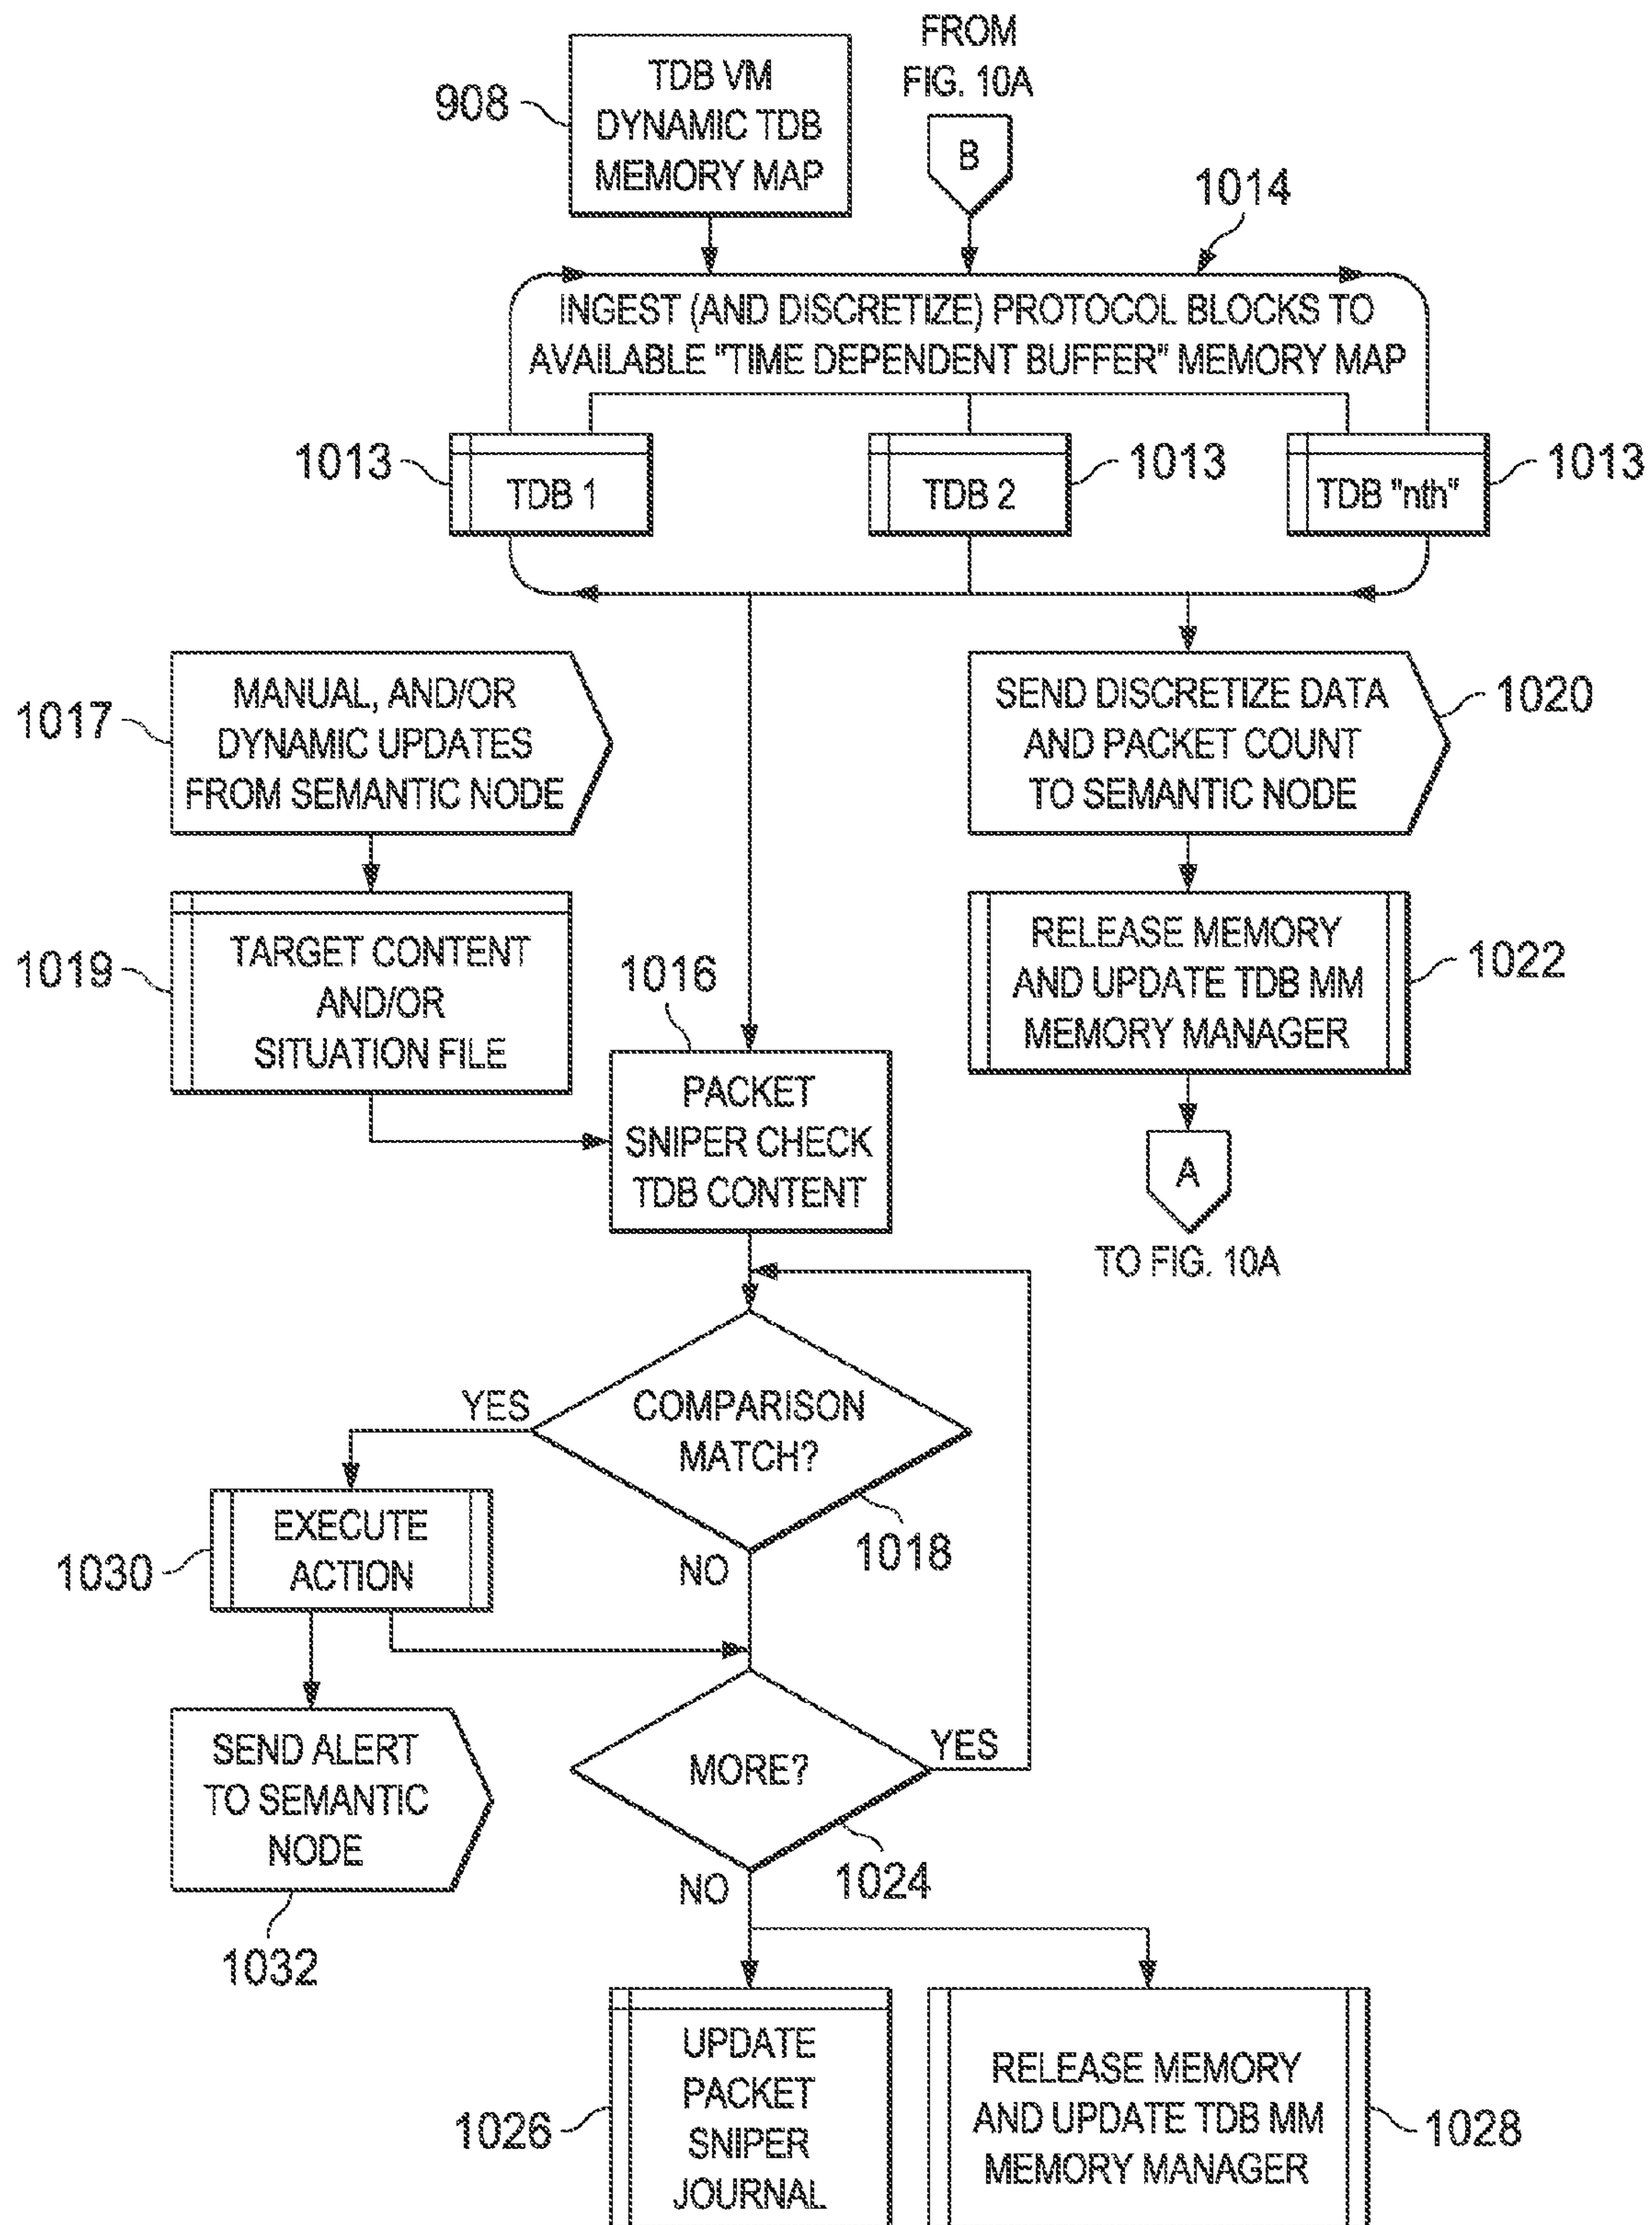 FROM
FIG. 10A
TDB VM
DYNAMIC TDB
MEMORY MAP
908
B
1014
INGEST (AND DISCRETIZE) PROTOCOL BLOCKS TO
AVAILABLE "TIME DEPENDENT BUFFER" MEMORY MAP
1013
TDB 1
TDB 2
1013
TDB "nth"
1013
1017
MANUAL, AND/OR
DYNAMIC UPDATES
FROM SEMANTIC NODE
SEND DISCRETIZE DATA
AND PACKET COUNT
TO SEMANTIC NODE
1020
1019
TARGET CONTENT
AND/OR
SITUATION FILE
1016
RELEASE MEMORY
AND UPDATE TDB MM
MEMORY MANAGER
1022
PACKET
SNIPER CHECK
TDB CONTENT
A
TO FIG. 10A
YES
COMPARISON
MATCH?
1018
NO
1030
EXECUTE
ACTION
SEND ALERT
TO SEMANTIC
NODE
1032
MORE?
YES
1024
NO
1026
UPDATE
PACKET
SNIPER
JOURNAL
RELEASE MEMORY
AND UPDATE TDB MM
MEMORY MANAGER
1028